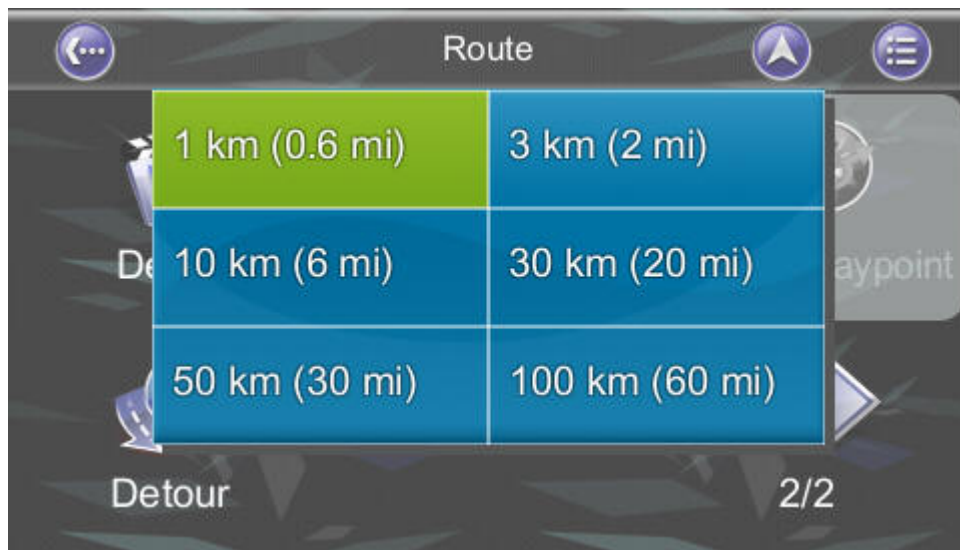 Route
1 km (0.6 mi)
3 km (2 mi)
10 km (6 mi)
30 km (20 mi)
50 km (30 mi)
100 km (60 mi)
Detour
2/2